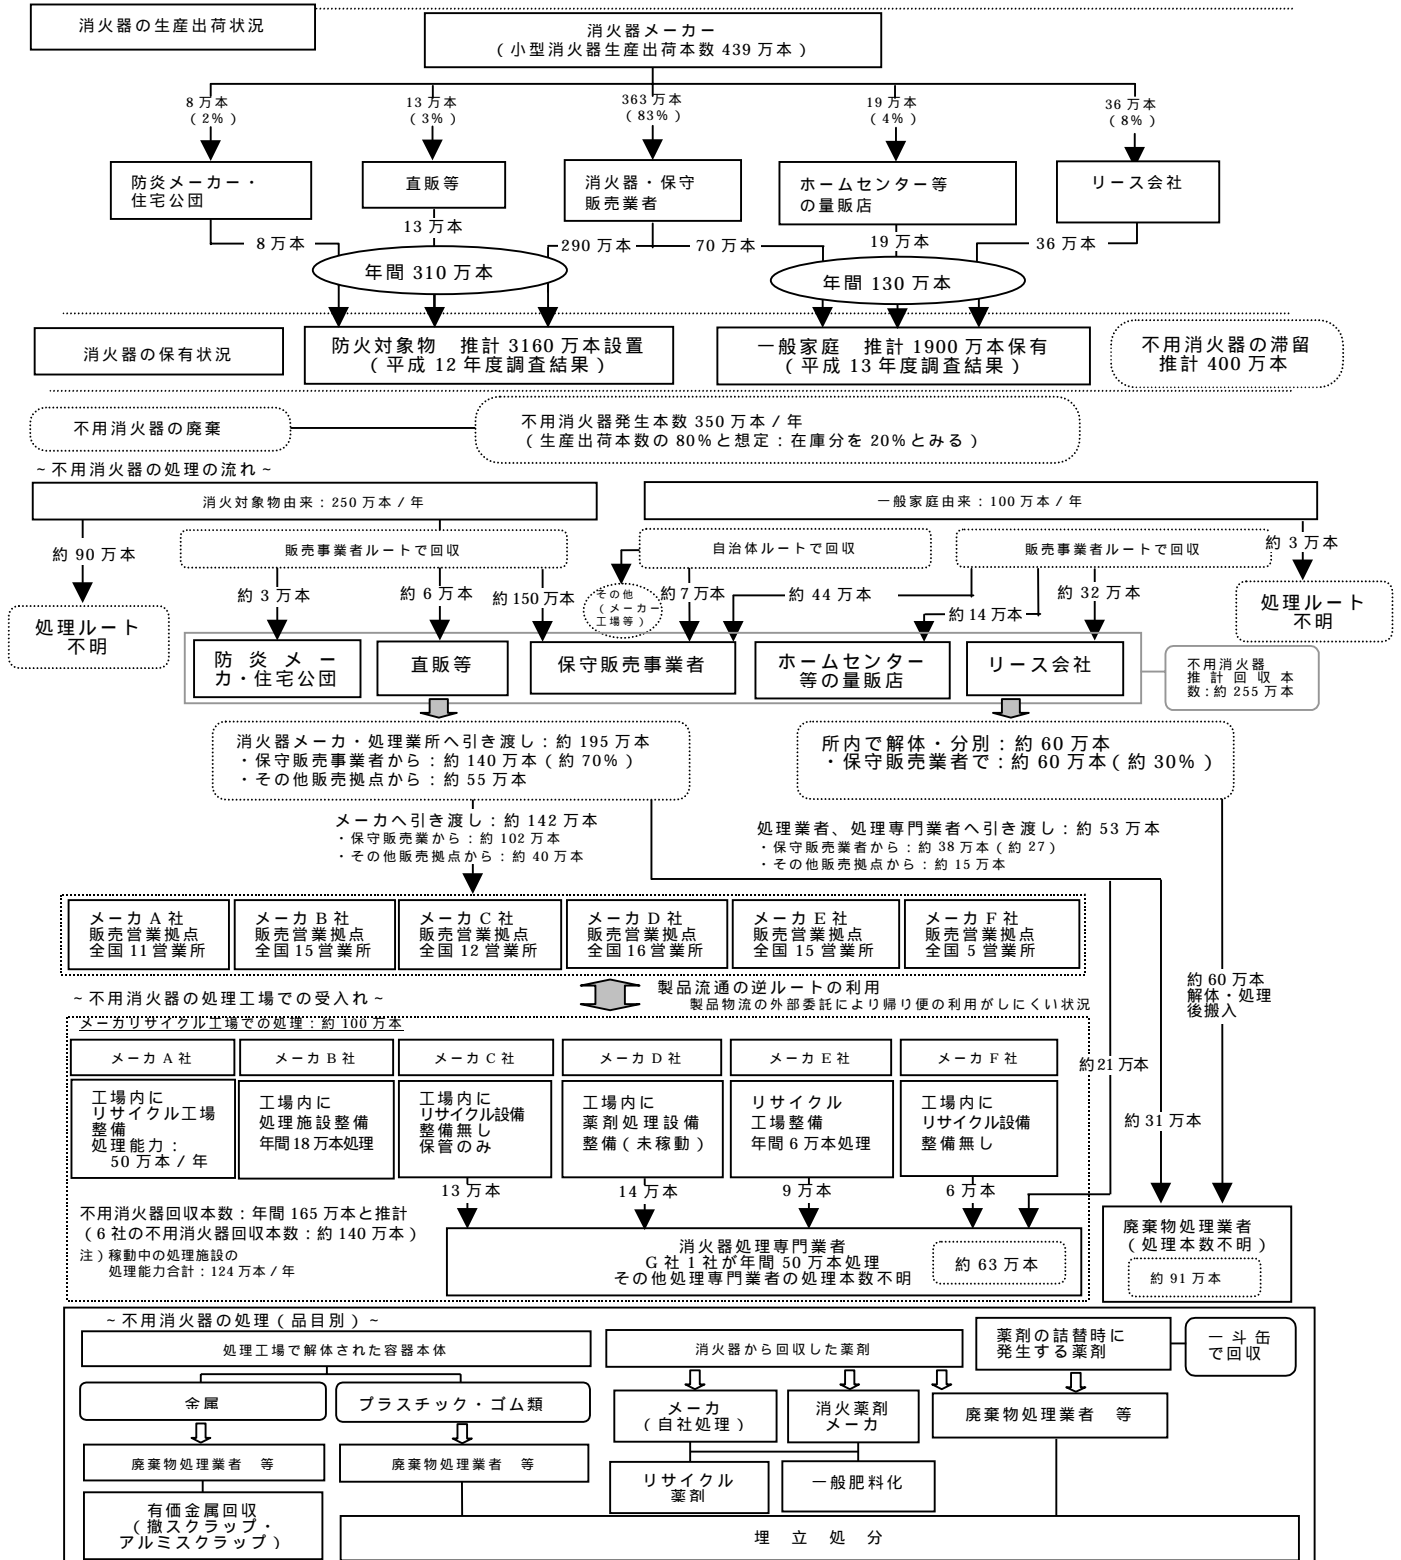 消火器の生産出荷状況
消火器メーカー
（小型消火器生産出荷本数 439 万本）
8 万本
（2%）
13 万本
（3%）
363 万本
（83%）
19 万本
（4%）
36 万本
（8%）
防炎メーカー・
住宅公団
直販等
消火器・保守
販売業者
ホームセンター等
の量販店
リース会社
8 万本
13 万本
290 万本
70 万本
19 万本
36 万本
年間 310 万本
年間 130 万本
消火器の保有状況
防火対象物　推計 3160 万本設置
（平成 12 年度調査結果）
一般家庭　推計 1900 万本保有
（平成 13 年度調査結果）
不用消火器の滞留
推計 400 万本
不用消火器の廃棄
不用消火器発生本数 350 万本 / 年
（生産出荷本数の 80%と想定：在庫分を 20%とみる）
~ 不用消火器の処理の流れ ~
消火対象物由来：250 万本 / 年
一般家庭由来：100 万本 / 年
約 90 万本
販売事業者ルートで回収
自治体ルートで回収
販売事業者ルートで回収
約 3 万本
処理ルート
不明
約 3 万本
約 6 万本
約 150 万本
その他
（メーカー
工場等）
約 7 万本
約 44 万本
約 14 万本
約 32 万本
処理ルート
不明
防炎メー
カ・住宅公団
直販等
保守販売事業者
ホームセンター
等の量販店
リース会社
不用消火器
推計回収本
数：約 255 万本
消火器メーカ・処理業所へ引き渡し：約 195 万本
・保守販売事業者から：約 140 万本（約 70%）
・その他販売拠点から：約 55 万本
所内で解体・分別：約 60 万本
・保守販売業者で：約 60 万本（約 30%）
メーカへ引き渡し：約 142 万本
・保守販売業から：約 102 万本
・その他販売拠点から：約 40 万本
処理業者、処理専門業者へ引き渡し：約 53 万本
・保守販売業者から：約 38 万本（約 27）
・その他販売拠点から：約 15 万本
メーカ A 社
販売営業拠点
全国 11 営業所
メーカ B 社
販売営業拠点
全国 15 営業所
メーカ C 社
販売営業拠点
全国 12 営業所
メーカ D 社
販売営業拠点
全国 16 営業所
メーカ E 社
販売営業拠点
全国 15 営業所
メーカ F 社
販売営業拠点
全国 5 営業所
約 60 万本
解体・処理
後搬入
~ 不用消火器の処理工場での受入れ ~
製品流通の逆ルートの利用
製品物流の外部委託により帰り便の利用がしにくい状況
メーカリサイクル工場での処理：約 100 万本
メーカ A 社
メーカ B 社
メーカ C 社
メーカ D 社
メーカ E 社
メーカ F 社
約 21 万本
工場内に
リサイクル工場
整備
処理能力：
50 万本 / 年
工場内に
処理施設整備
年間 18 万本処理
工場内に
リサイクル設備
整備無し
保管のみ
工場内に
薬剤処理設備
整備（未稼動）
リサイクル
工場整備
年間 6 万本処理
工場内に
リサイクル設備
整備無し
約 31 万本
13 万本
14 万本
9 万本
6 万本
不用消火器回収本数：年間 165 万本と推計
（6 社の不用消火器回収本数：約 140 万本）
注）稼動中の処理施設の
処理能力合計：124 万本 / 年
消火器処理専門業者
G 社 1 社が年間 50 万本処理
その他処理専門業者の処理本数不明
約 63 万本
廃棄物処理業者
（処理本数不明）
約 91 万本
~ 不用消火器の処理（品目別）~
処理工場で解体された容器本体
消火器から回収した薬剤
薬剤の詰替時に
発生する薬剤
一斗缶
で回収
金属
プラスチック・ゴム類
メーカ
（自社処理）
消火薬剤
メーカ
廃棄物処理業者　等
廃棄物処理業者　等
廃棄物処理業者　等
リサイクル
薬剤
一般肥料化
有価金属回収
（撤スクラップ・
アルミスクラップ）
埋立処分